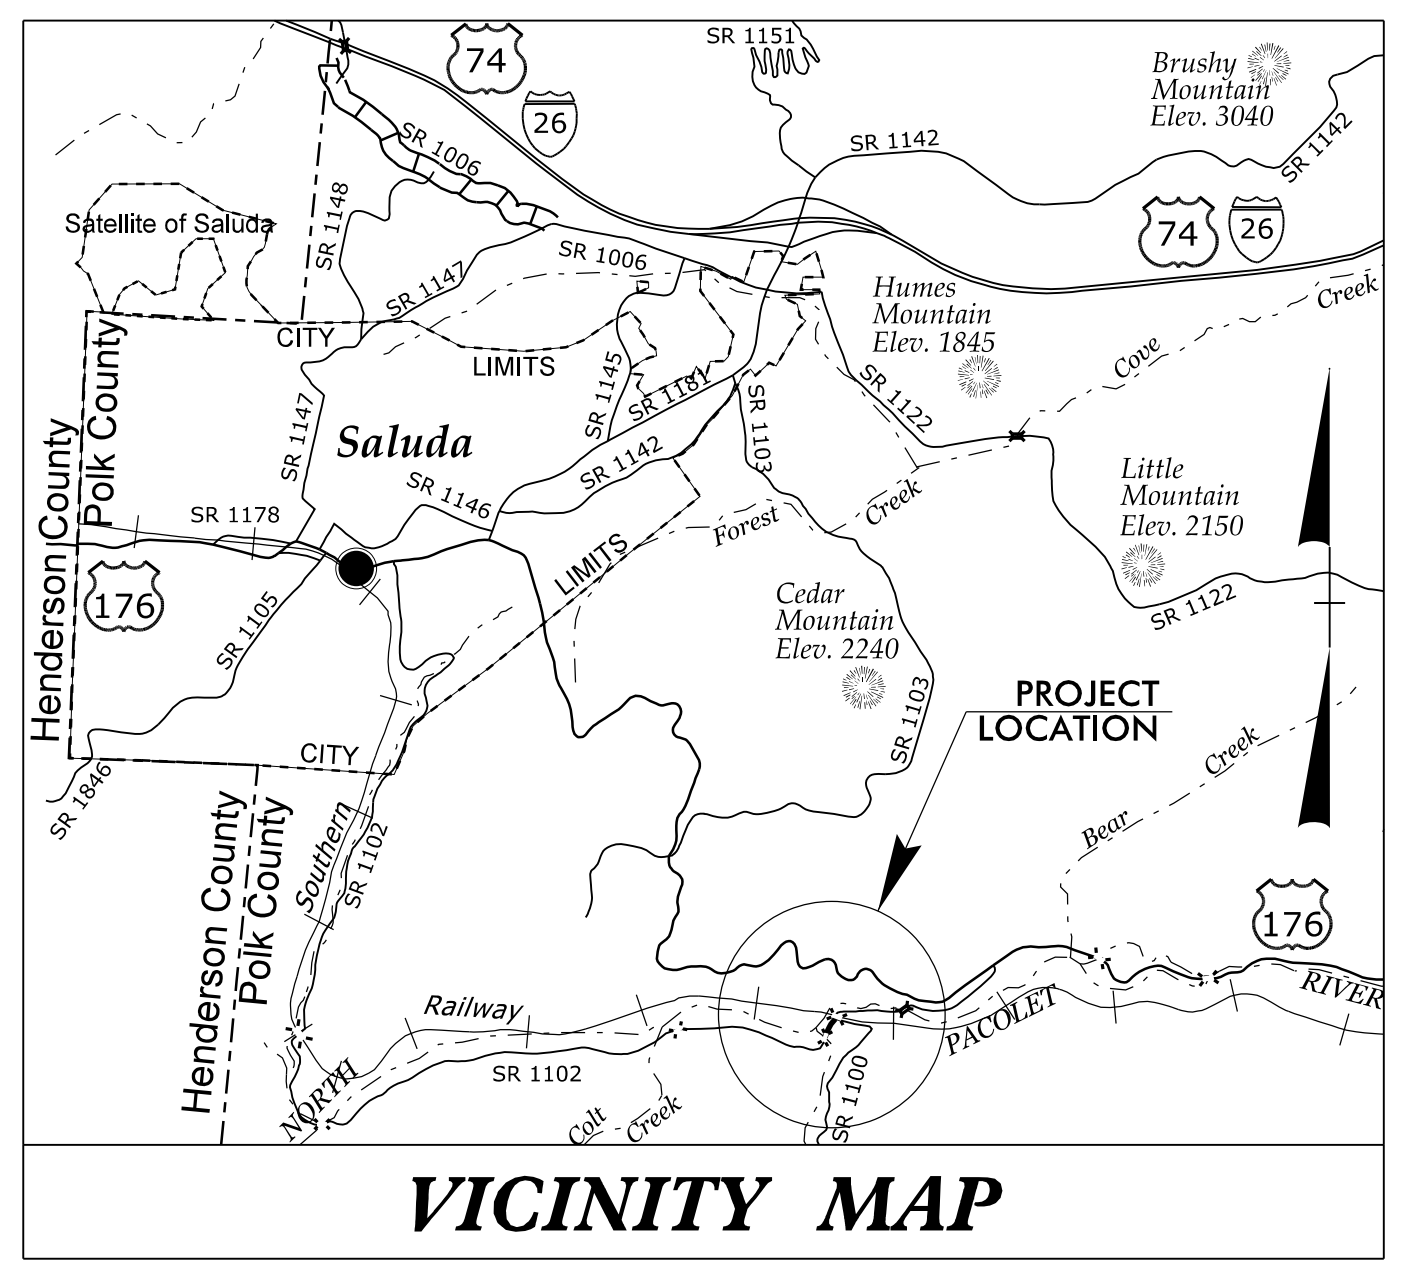 SR 1151
74
26
Brushy
Mountain
Elev. 3040
SR 1142
SR 1142
SR 1006
SR 1148
Satellite of Saluda
74
26
SR 1006
SR 1147
Humes
Mountain
Elev. 1845
Creek
Cove
CITY
LIMITS
Polk County
Henderson County
SR 1145
SR 1181
SR 1122
SR 1147
Saluda
SR 1103
SR 1142
SR 1146
Little
Mountain
Elev. 2150
SR 1178
Forest
Creek
LIMITS
176
SR 1105
Cedar
Mountain
Elev. 2240
SR 1122
SR 1103
PROJECT
LOCATION
CITY
SR 1846
Creek
Bear
Henderson County
Polk County
Southern
SR 1102
176
RIVER
Railway
PACOLET
NORTH
SR 1102
SR 1100
Colt
Creek
VICINITY MAP